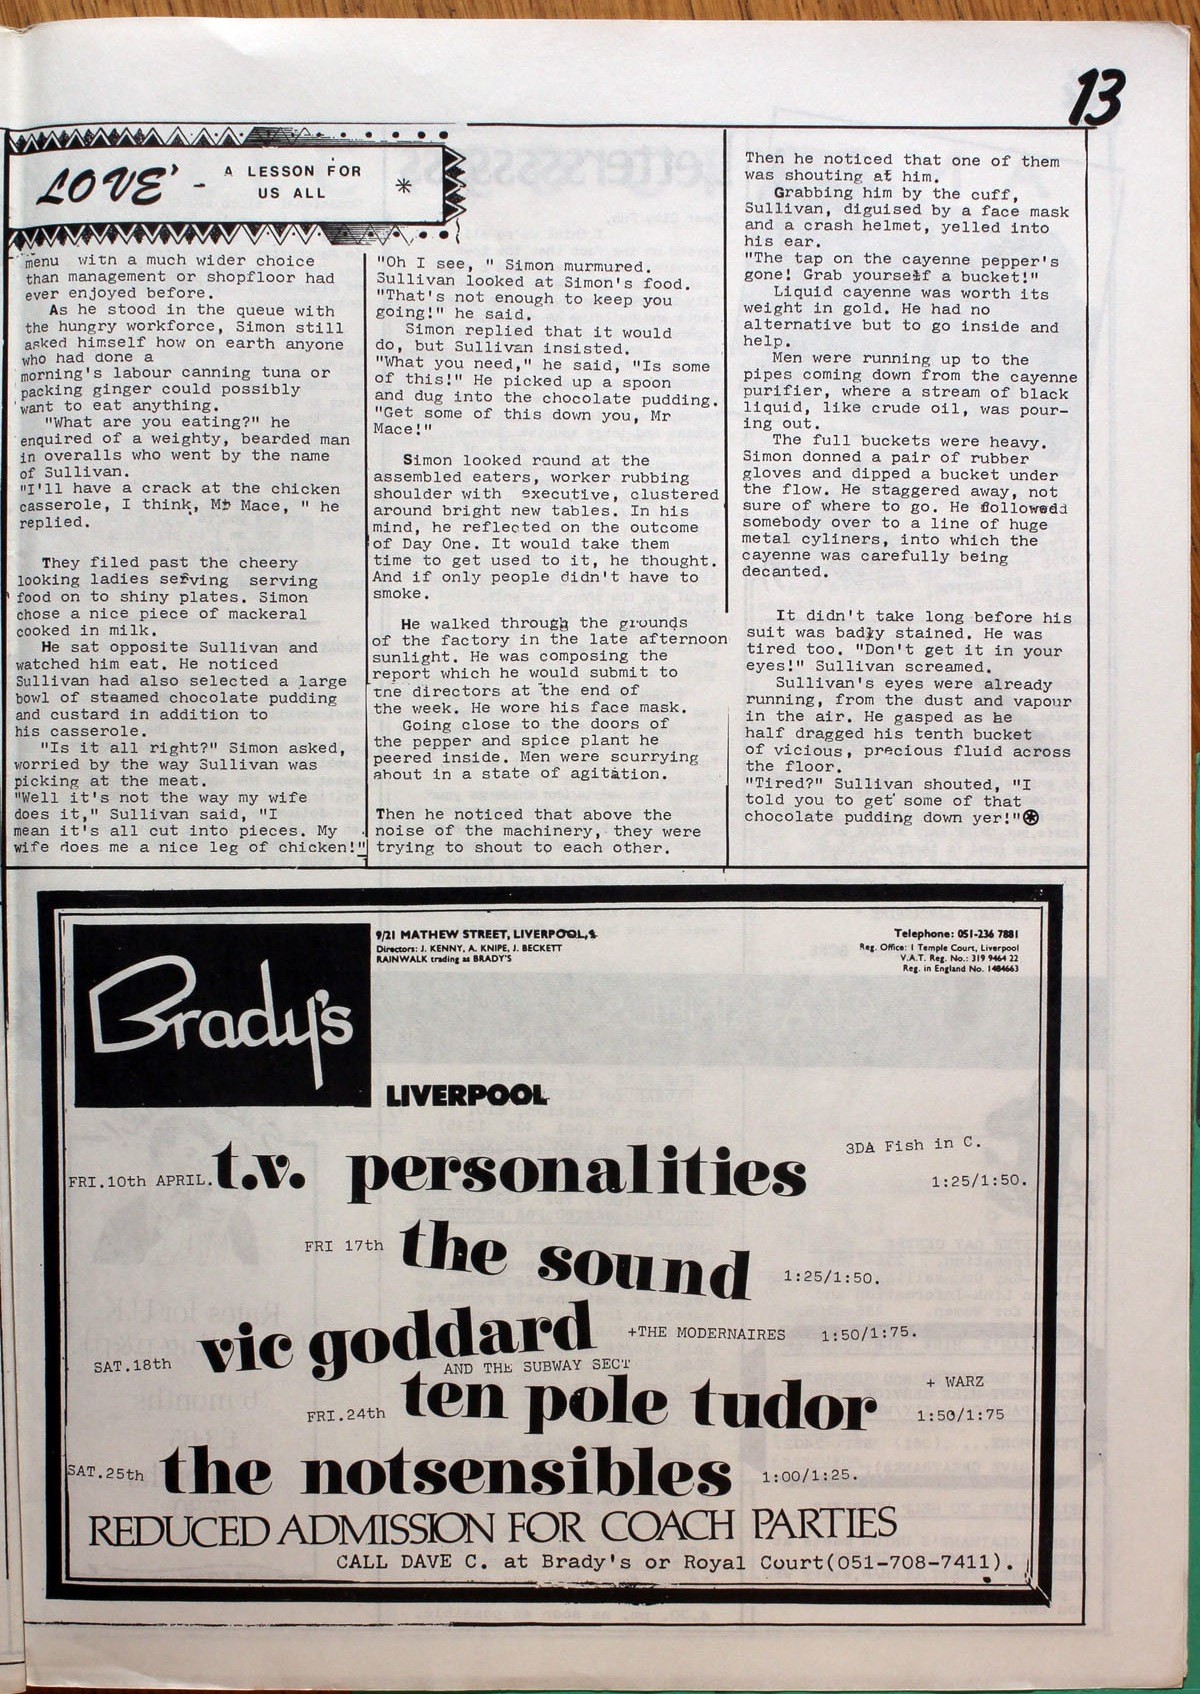 13
LOVE' - A LESSON FOR
US ALL *
menu with a much wider choice
than management or shopfloor had
ever enjoyed before.
As he stood in the queue with
the hungry workforce, Simon still
asked himself how on earth anyone
who had done a
morning's labour canning tuna or
packing ginger could possibly
want to eat anything.
"What are you eating?" he
enquired of a weighty, bearded man
in overalls who went by the name
of Sullivan.
"I'll have a crack at the chicken
casserole, I think, Mr Mace, " he
replied.
They filed past the cheery
looking ladies serving serving
food on to shiny plates. Simon
chose a nice piece of mackeral
cooked in milk.
He sat opposite Sullivan and
watched him eat. He noticed
Sullivan had also selected a large
bowl of steamed chocolate pudding
and custard in addition to
his casserole.
"Is it all right?" Simon asked,
worried by the way Sullivan was
picking at the meat.
"Well it's not the way my wife
does it," Sullivan said, "I
mean it's all cut into pieces. My
wife does me a nice leg of chicken!"
"Oh I see, " Simon murmured.
Sullivan looked at Simon's food.
"That's not enough to keep you
going!" he said.
Simon replied that it would
do, but Sullivan insisted.
"What you need," he said, "Is some
of this!" He picked up a spoon
and dug into the chocolate pudding.
"Get some of this down you, Mr
Mace!"
Simon looked round at the
assembled eaters, worker rubbing
shoulder with executive, clustered
around bright new tables. In his
mind, he reflected on the outcome
of Day One. It would take them
time to get used to it, he thought.
And if only people didn't have to
smoke.
He walked through the grounds
of the factory in the late afternoon
sunlight. He was composing the
report which he would submit to
the directors at the end of
the week. He wore his face mask.
Going close to the doors of
the pepper and spice plant he
peered inside. Men were scurrying
about in a state of agitation.
Then he noticed that above the
noise of the machinery, they were
trying to shout to each other.
Then he noticed that one of them
was shouting at him.
Grabbing him by the cuff,
Sullivan, diguised by a face mask
and a crash helmet, yelled into
his ear.
"The tap on the cayenne pepper's
gone! Grab yourself a bucket!"
Liquid cayenne was worth its
weight in gold. He had no
alternative but to go inside and
help.
Men were running up to the
pipes coming down from the cayenne
purifier, where a stream of black
liquid, like crude oil, was pour-
ing out.
The full buckets were heavy.
Simon donned a pair of rubber
gloves and dipped a bucket under
the flow. He staggered away, not
sure of where to go. He followed
somebody over to a line of huge
metal cyliners, into which the
cayenne was carefully being
decanted.
It didn't take long before his
suit was badly stained. He was
tired too. "Don't get it in your
eyes!" Sullivan screamed.
Sullivan's eyes were already
running, from the dust and vapour
in the air. He gasped as he
half dragged his tenth bucket
of vicious, precious fluid across
the floor.
"Tired?" Sullivan shouted, "I
told you to get some of that
chocolate pudding down yer!"
Brady's
9/21 MATHEW STREET, LIVERPOOL,
Directors: J. KENNY, A. KNIPE, J. BECKETT
RAINWALK trading as BRADY'S
Telephone: 051-236 7881
Reg. Office: 1 Temple Court, Liverpool
V.A.T. Reg. No.: 319 9464 22
Reg. in England No. 1484663
LIVERPOOL
3DA Fish in C.
FRI.10th APRIL. t.v. personalities 1:25/1:50.
FRI 17th the sound 1:25/1:50.
SAT.18th vic goddard +THE MODERNAIRES 1:50/1:75.
AND THE SUBWAY SECT
+ WARZ
FRI.24th ten pole tudor 1:50/1:75
SAT.25th the notsensibles 1:00/1:25.
REDUCED ADMISSION FOR COACH PARTIES
CALL DAVE C. at Brady's or Royal Court(051-708-7411).